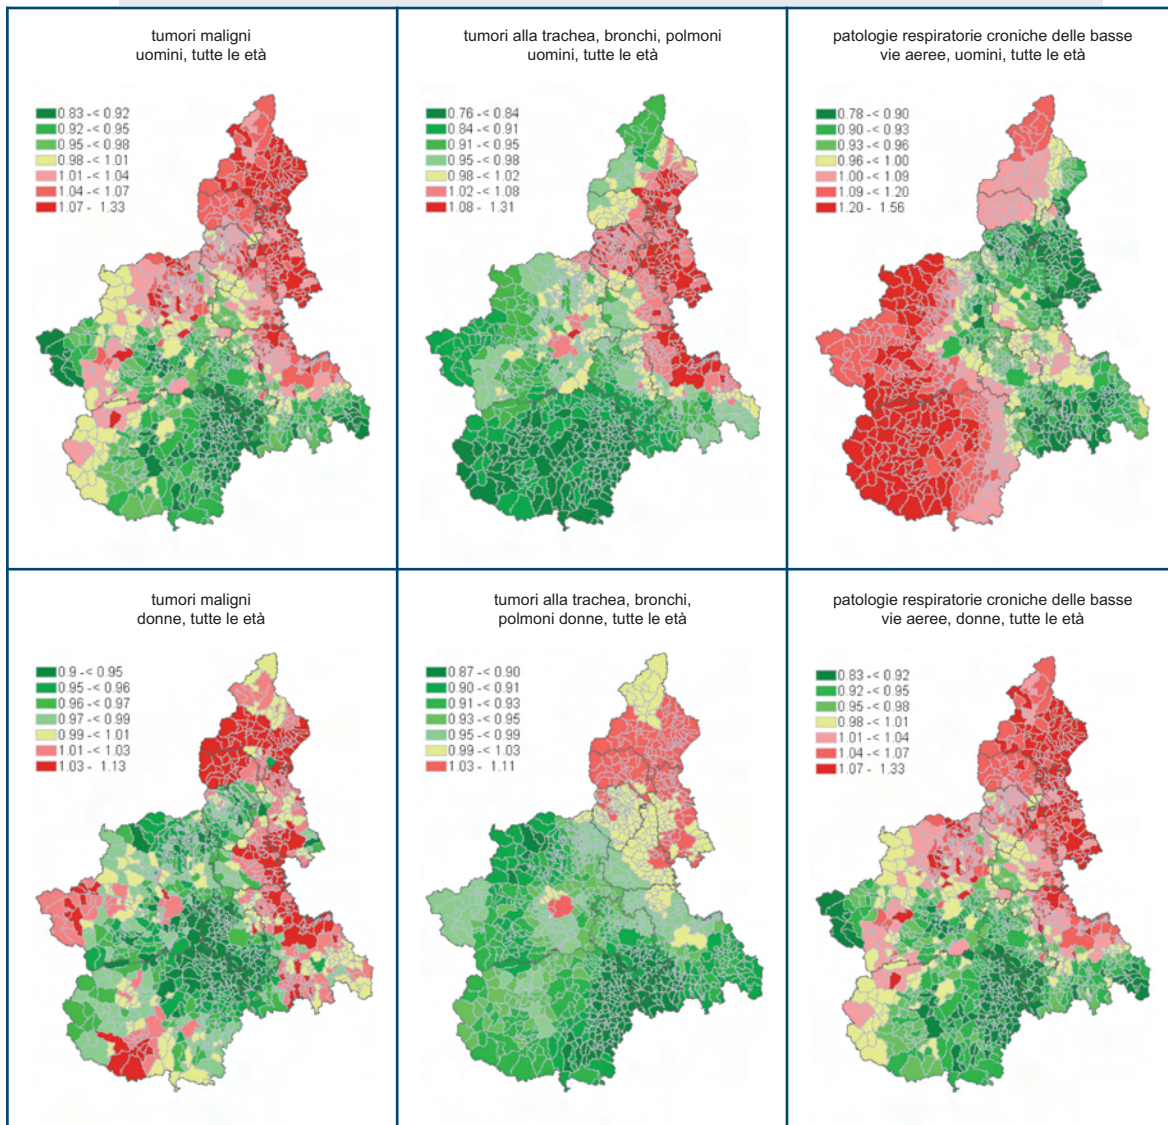 tumori maligni
uomini, tutte le età
0.83 -< 0.92
0.92 -< 0.95
0.95 -< 0.98
0.98 -< 1.01
1.01 -< 1.04
1.04 -< 1.07
1.07 - 1.33
tumori alla trachea, bronchi, polmoni
uomini, tutte le età
0.76 -< 0.84
0.84 -< 0.91
0.91 -< 0.95
0.95 -< 0.98
0.98 -< 1.02
1.02 -< 1.08
1.08 - 1.31
patologie respiratorie croniche delle basse
vie aeree, uomini, tutte le età
0.78 -< 0.90
0.90 -< 0.93
0.93 -< 0.96
0.96 -< 1.00
1.00 -< 1.09
1.09 -< 1.20
1.20 - 1.56
tumori maligni
donne, tutte le età
0.9 -< 0.95
0.95 -< 0.96
0.96 -< 0.97
0.97 -< 0.99
0.99 -< 1.01
1.01 -< 1.03
1.03 - 1.13
tumori alla trachea, bronchi,
polmoni donne, tutte le età
0.87 -< 0.90
0.90 -< 0.91
0.91 -< 0.93
0.93 -< 0.95
0.95 -< 0.99
0.99 -< 1.03
1.03 - 1.11
patologie respiratorie croniche delle basse
vie aeree, donne, tutte le età
0.83 -< 0.92
0.92 -< 0.95
0.95 -< 0.98
0.98 -< 1.01
1.01 -< 1.04
1.04 -< 1.07
1.07 - 1.33